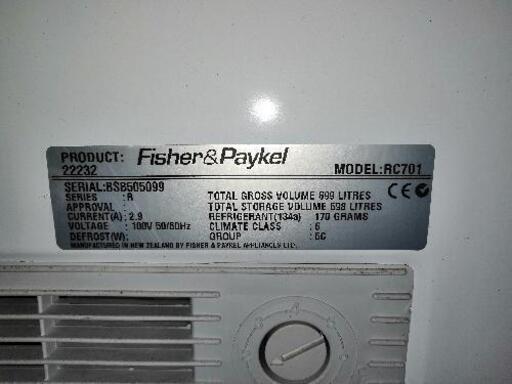 PRODUCT: Fisher&Paykel
22232 MODEL:RC701
SERIAL:BSB505099
SERIES : R TOTAL GROSS VOLUME 699 LITRES
APPROVAL : TOTAL STORAGE VOLUME 698 LITRES
CURRENT(A): 2.9 REFRIGERANT(134a) 170 GRAMS
VOLTAGE : 100V 50/60Hz CLIMATE CLASS : 6
DEFROST(W): GROUP : 5C
MANUFACTURED IN NEW ZEALAND BY FISHER & PAYKEL APPLIANCES LTD.